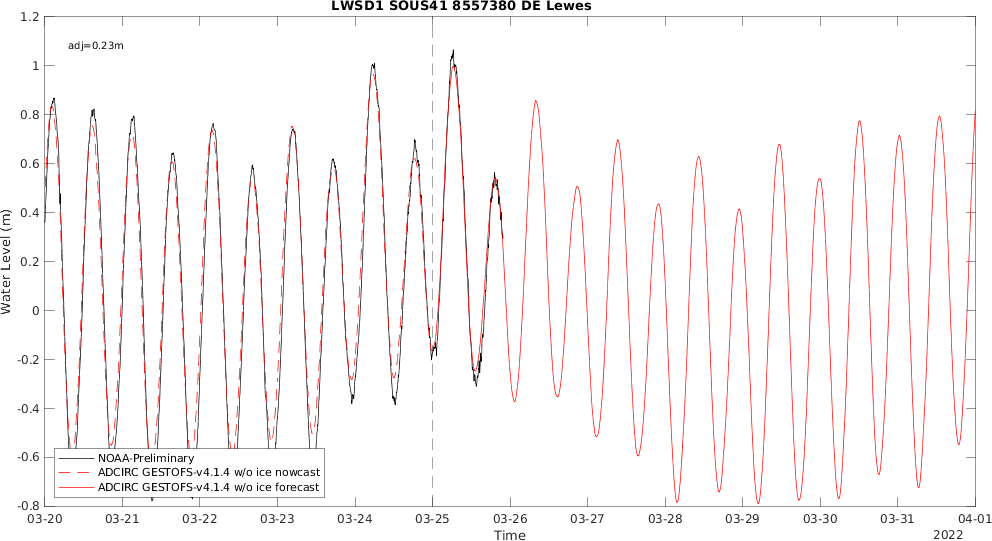 LWSD1 SOUS41 8557380 DE Lewes
1.2
1
0.8
0.6
0.4
0.2
0
-0.2
-0.4
-0.6
-0.8
Water Level (m)
adj=0.23m
NOAA-Preliminary
ADCIRC GESTOFS-v4.1.4 w/o ice nowcast
ADCIRC GESTOFS-v4.1.4 w/o ice forecast
03-20 03-21 03-22 03-23 03-24 03-25 03-26 03-27 03-28 03-29 03-30 03-31 04-01
Time
2022